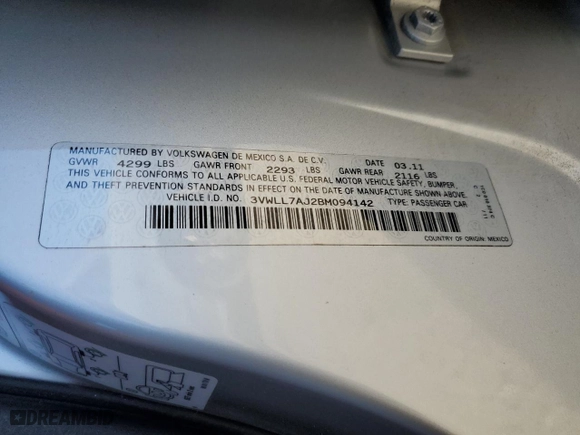 MANUFACTURED BY VOLKSWAGEN DE MEXICO S.A. DE C.V. DATE 03.11
GVWR 4299 LBS GAWR FRONT 2293 LBS GAWR REAR 2116 LBS
THIS VEHICLE CONFORMS TO ALL APPLICABLE U.S. FEDERAL MOTOR VEHICLE SAFETY, BUMPER,
AND THEFT PREVENTION STANDARDS IN EFFECT ON THE DATE OF MANUFACTURE SHOWN ABOVE.
VEHICLE I.D. NO. 3VWLL7AJ2BM094142 TYPE: PASSENGER CAR
COUNTRY OF ORIGIN: MEXICO
DREAMBID